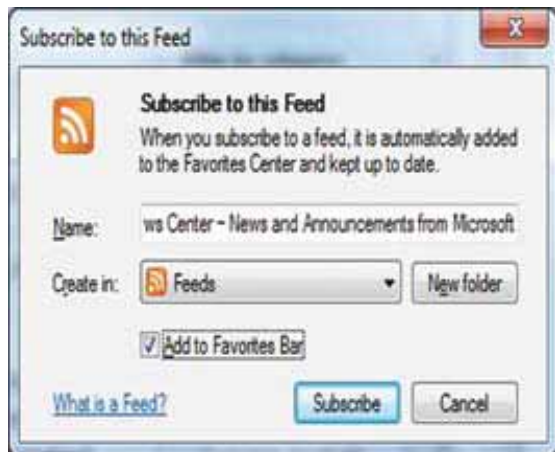 Subscribe to this Feed
Subscribe to this Feed
When you subscribe to a feed, it is automatically added
to the Favorites Center and kept up to date.
Name: ws Center - News and Announcements from Microsoft
Create in: Feeds New folder
Add to Favorites Bar
What is a Feed? Subscribe Cancel